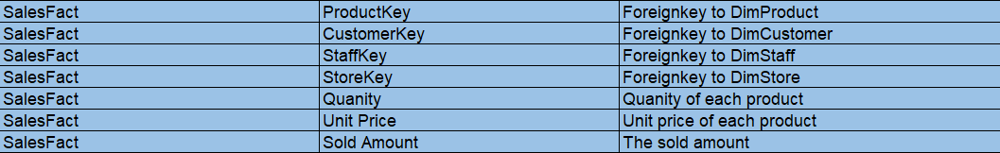 SalesFact ProductKey Foreignkey to DimProduct
SalesFact CustomerKey Foreignkey to DimCustomer
SalesFact StaffKey Foreignkey to DimStaff
SalesFact StoreKey Foreignkey to DimStore
SalesFact Quanity Quanity of each product
SalesFact Unit Price Unit price of each product
SalesFact Sold Amount The sold amount